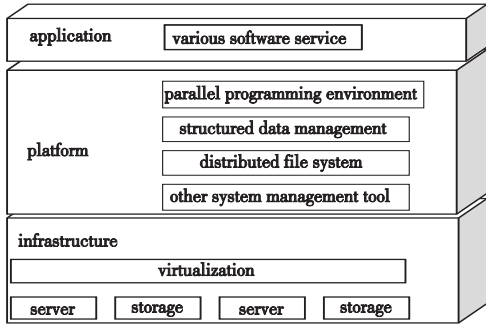 application various software service
parallel programming environment
structured data management
platform
distributed file system
other system management tool
infrastructure
virtualization
server storage server storage